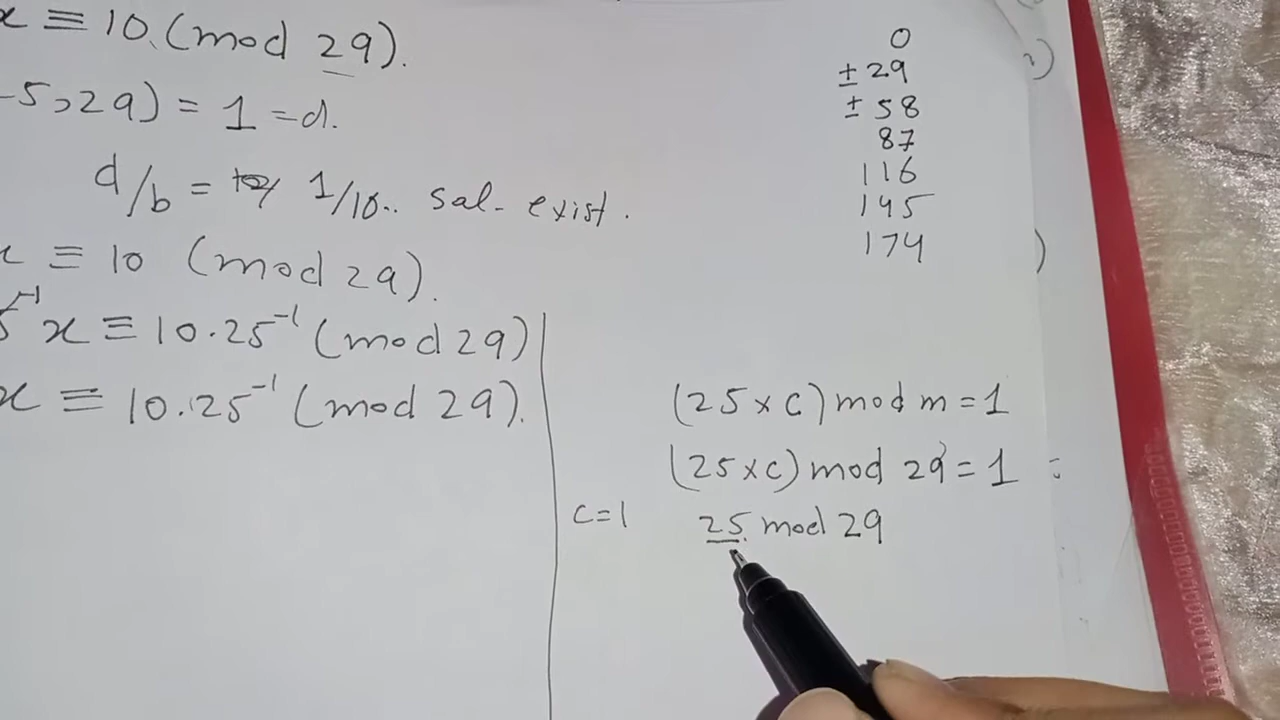 x ≡ 10 (mod 29).
-5, 29) = 1 = d.
d/b = 1/10.. sol- exist.
x ≡ 10 (mod 29).
5⁻¹ x ≡ 10.25⁻¹ (mod 29)
x ≡ 10.25⁻¹ (mod 29).
0
± 29
± 58
87
116
145
174
(25 × c) mod m = 1
(25 × c) mod 29 = 1 =
c = 1 25. mod 29